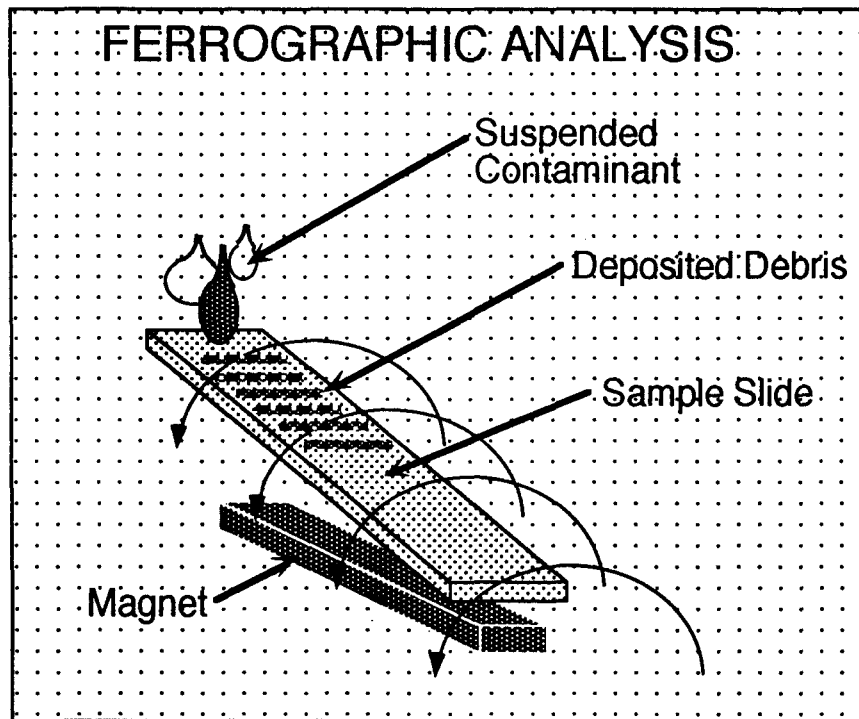 FERROGRAPHIC ANALYSIS
Suspended
Contaminant
Deposited Debris
Sample Slide
Magnet